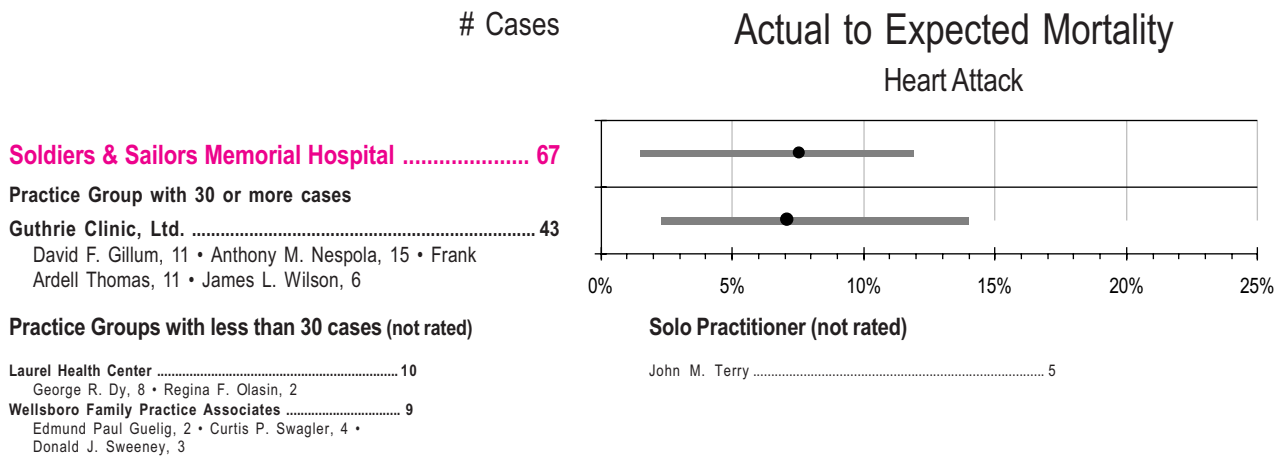 # Cases
Actual to Expected Mortality
Heart Attack
Soldiers & Sailors Memorial Hospital ..................... 67
Practice Group with 30 or more cases
Guthrie Clinic, Ltd. ........................................................................ 43
David F. Gillum, 11 • Anthony M. Nespola, 15 • Frank
Ardell Thomas, 11 • James L. Wilson, 6
0% 5% 10% 15% 20% 25%
Practice Groups with less than 30 cases (not rated)
Laurel Health Center .................................................................... 10
George R. Dy, 8 • Regina F. Olasin, 2
Wellsboro Family Practice Associates ................................ 9
Edmund Paul Guelig, 2 • Curtis P. Swagler, 4 •
Donald J. Sweeney, 3
Solo Practitioner (not rated)
John M. Terry .................................................................................. 5